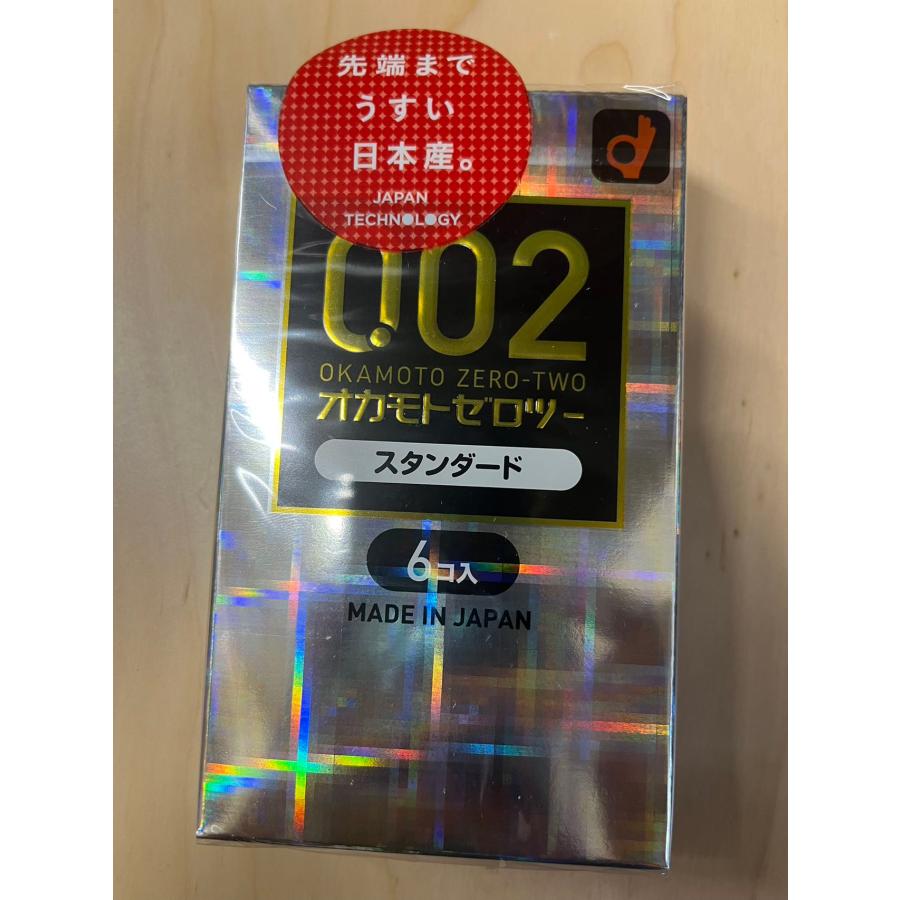 先端まで
うすい
日本産。
JAPAN
TECHNOLOGY
0.02
OKAMOTO ZERO-TWO
オカモトゼロツー
スタンダード
6コ入
MADE IN JAPAN